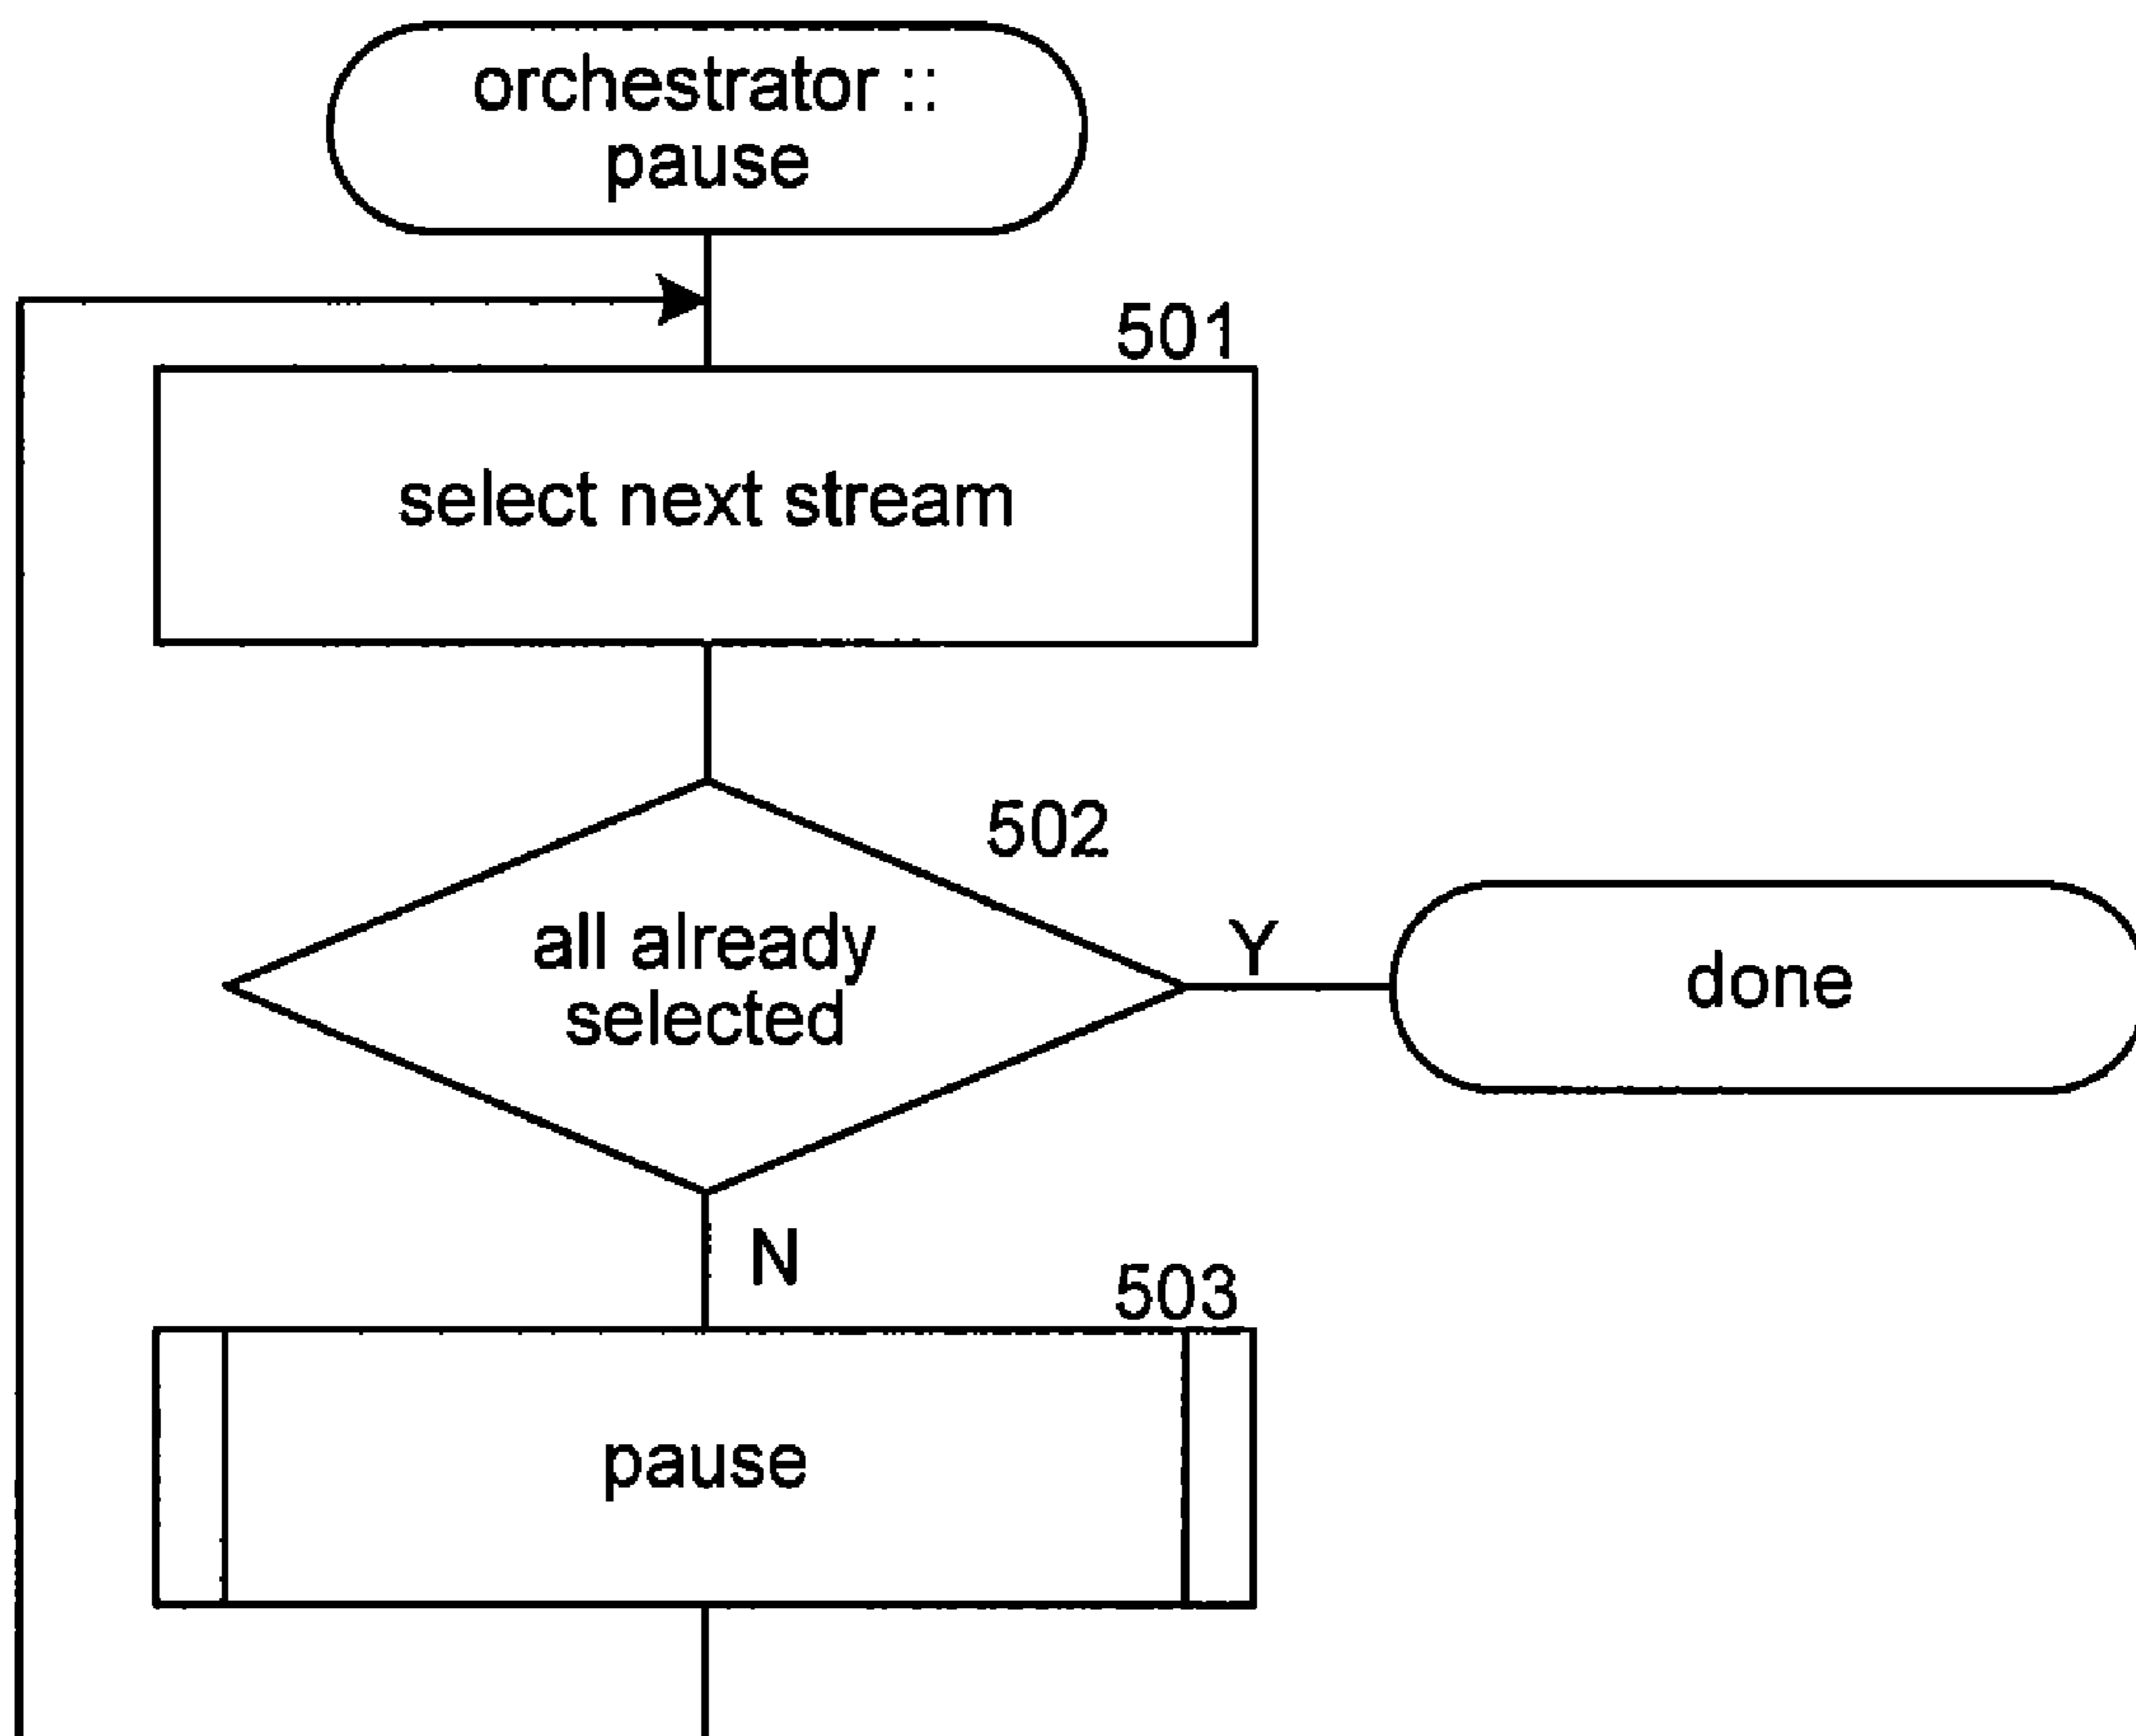 orchestrator ::
pause
501
select next stream
502
all already
selected
Y
done
N
503
pause